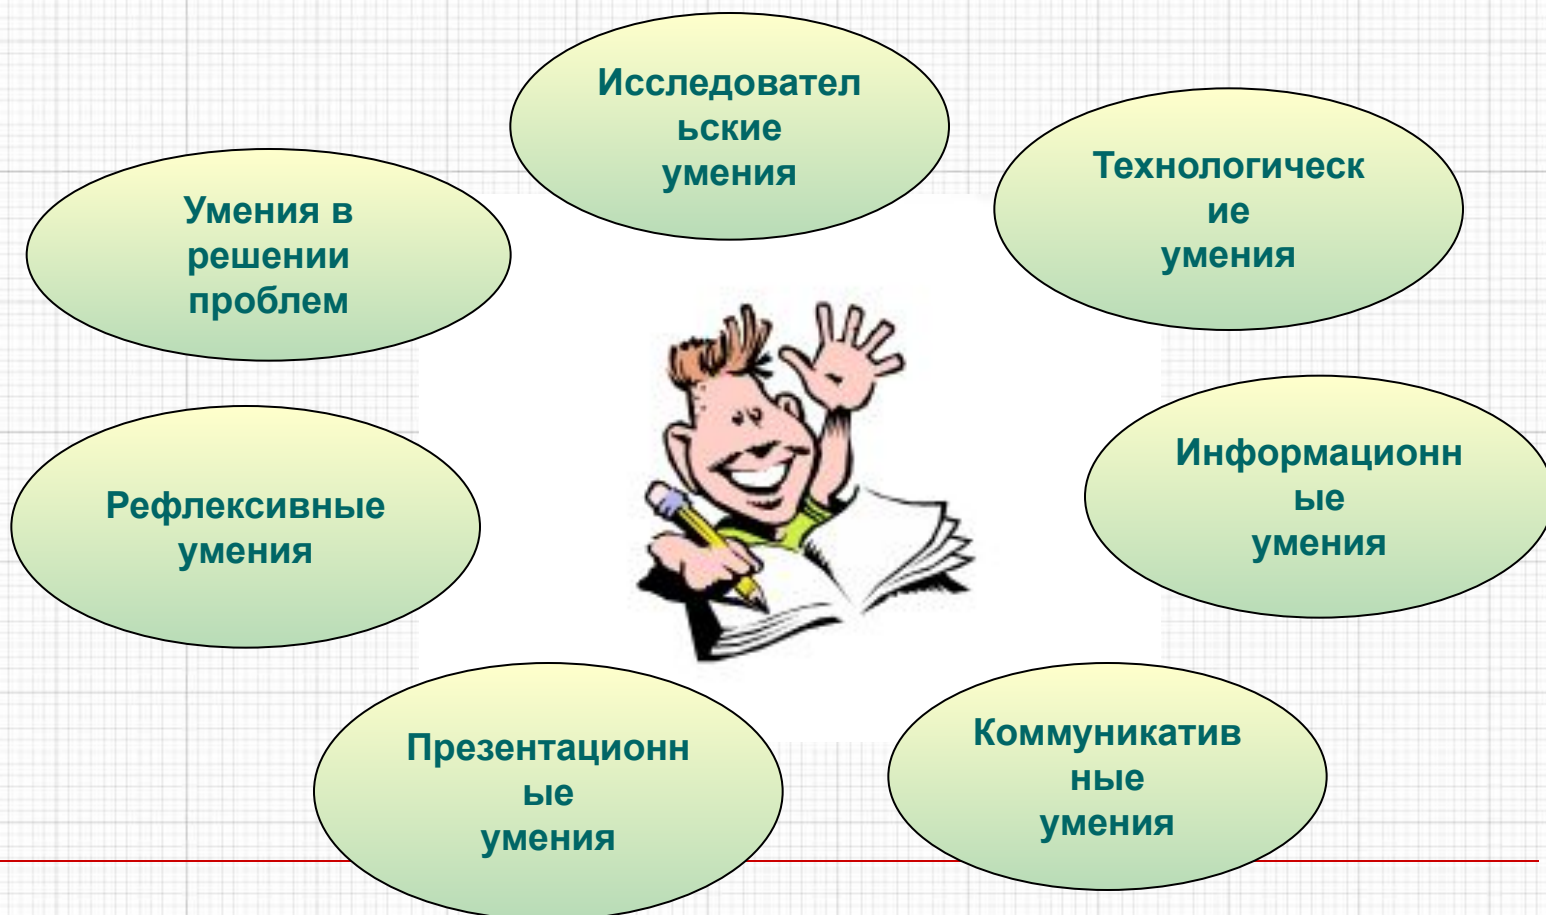 Исследовател
ьские
умения
Технологическ
ие
умения
Умения в
решении
проблем
Информационн
ые
умения
Рефлексивные
умения
Коммуникатив
ные
умения
Презентационн
ые
умения